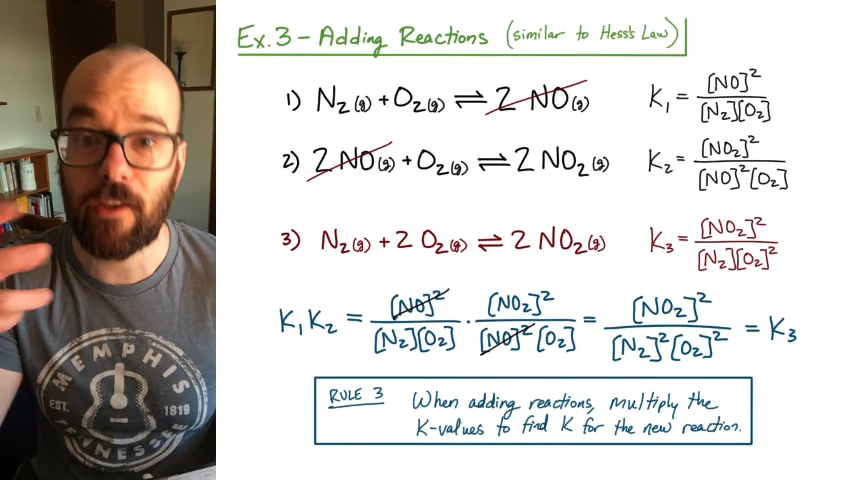 Ex. 3 – Adding Reactions (similar to Hess's Law)
1) N₂(g) + O₂(g) ⇌ 2 NO(g) K₁ = [NO]² / [N₂][O₂]
2) 2 NO(g) + O₂(g) ⇌ 2 NO₂(g) K₂ = [NO₂]² / [NO]²[O₂]
3) N₂(g) + 2 O₂(g) ⇌ 2 NO₂(g) K₃ = [NO₂]² / [N₂][O₂]²
K₁K₂ = [NO]² / [N₂][O₂] · [NO₂]² / [NO]²[O₂] = [NO₂]² / [N₂]²[O₂]² = K₃
RULE 3 When adding reactions, multiply the
K-values to find K for the new reaction.
MEMPHIS
EST. 1819
TENNESSEE